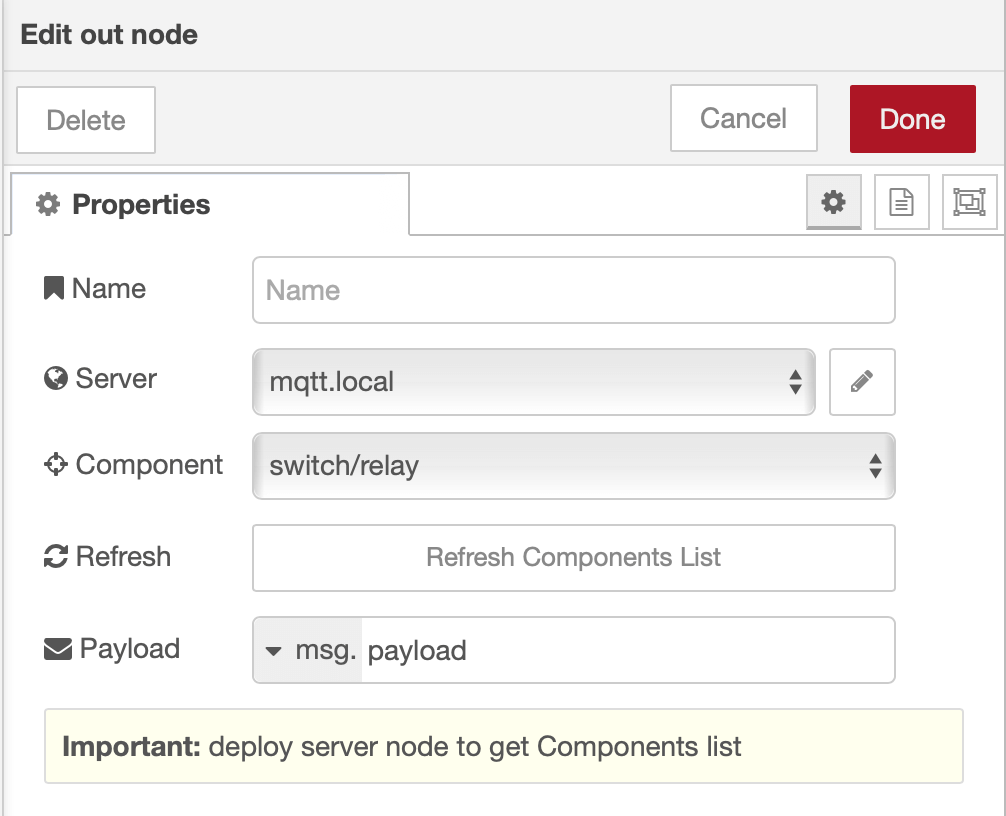 Edit out node
Delete
Cancel
Done
Properties
Name
Name
Server
mqtt.local
Component
switch/relay
Refresh
Refresh Components List
Payload
msg. payload
Important: deploy server node to get Components list